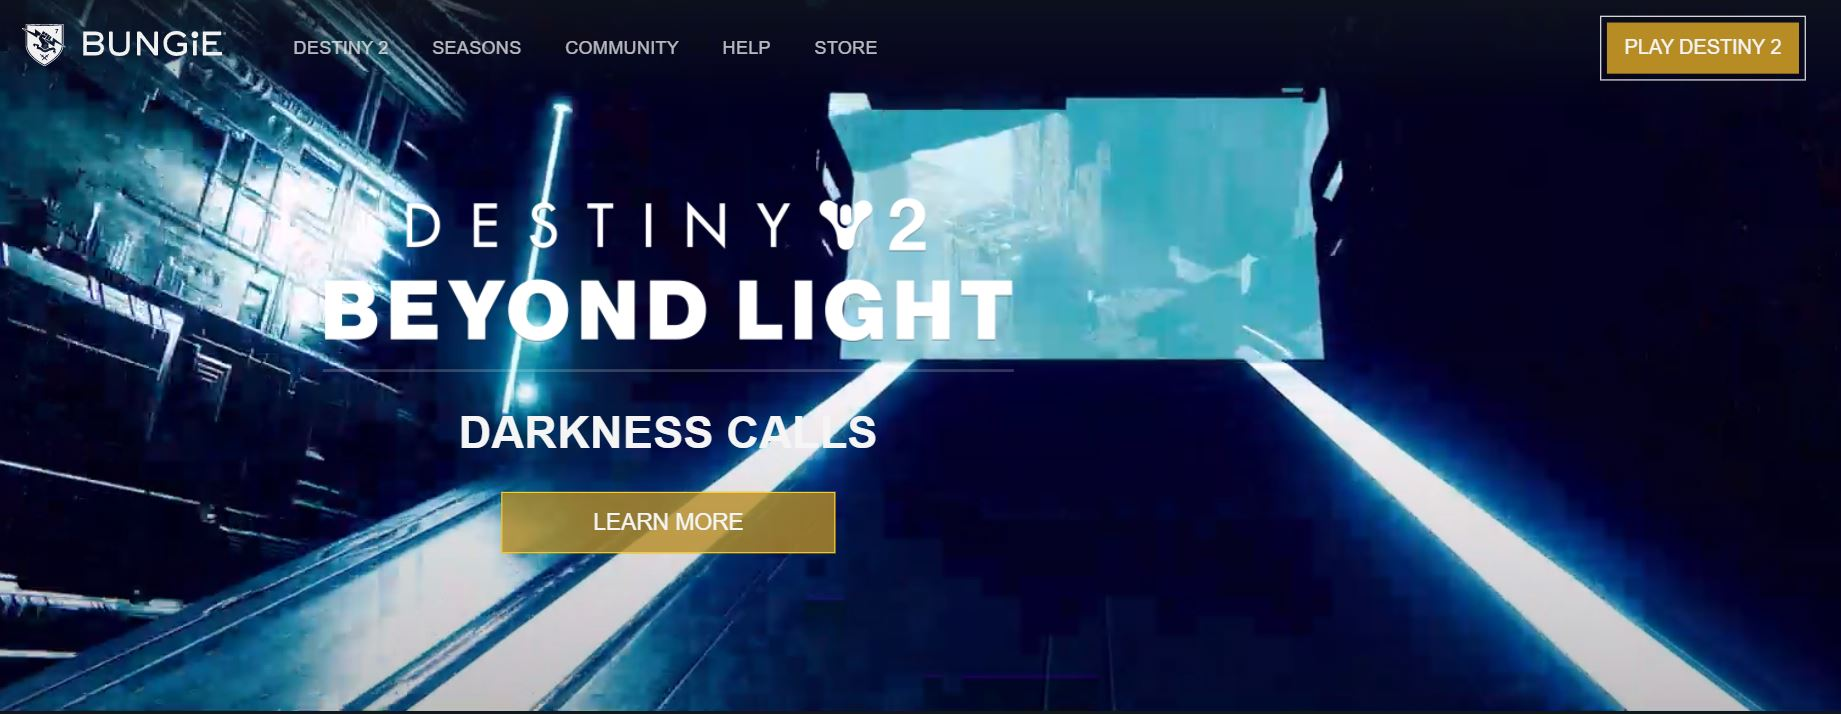 BUNGiE
DESTINY 2 SEASONS COMMUNITY HELP STORE
PLAY DESTINY 2
DESTINY 2
BEYOND LIGHT
DARKNESS CALLS
LEARN MORE